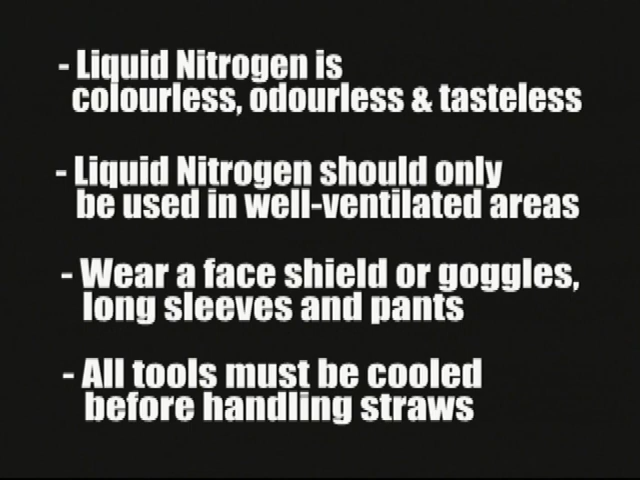 - Liquid Nitrogen is
colourless, odourless & tasteless
- Liquid Nitrogen should only
be used in well-ventilated areas
- Wear a face shield or goggles,
long sleeves and pants
- All tools must be cooled
before handling straws